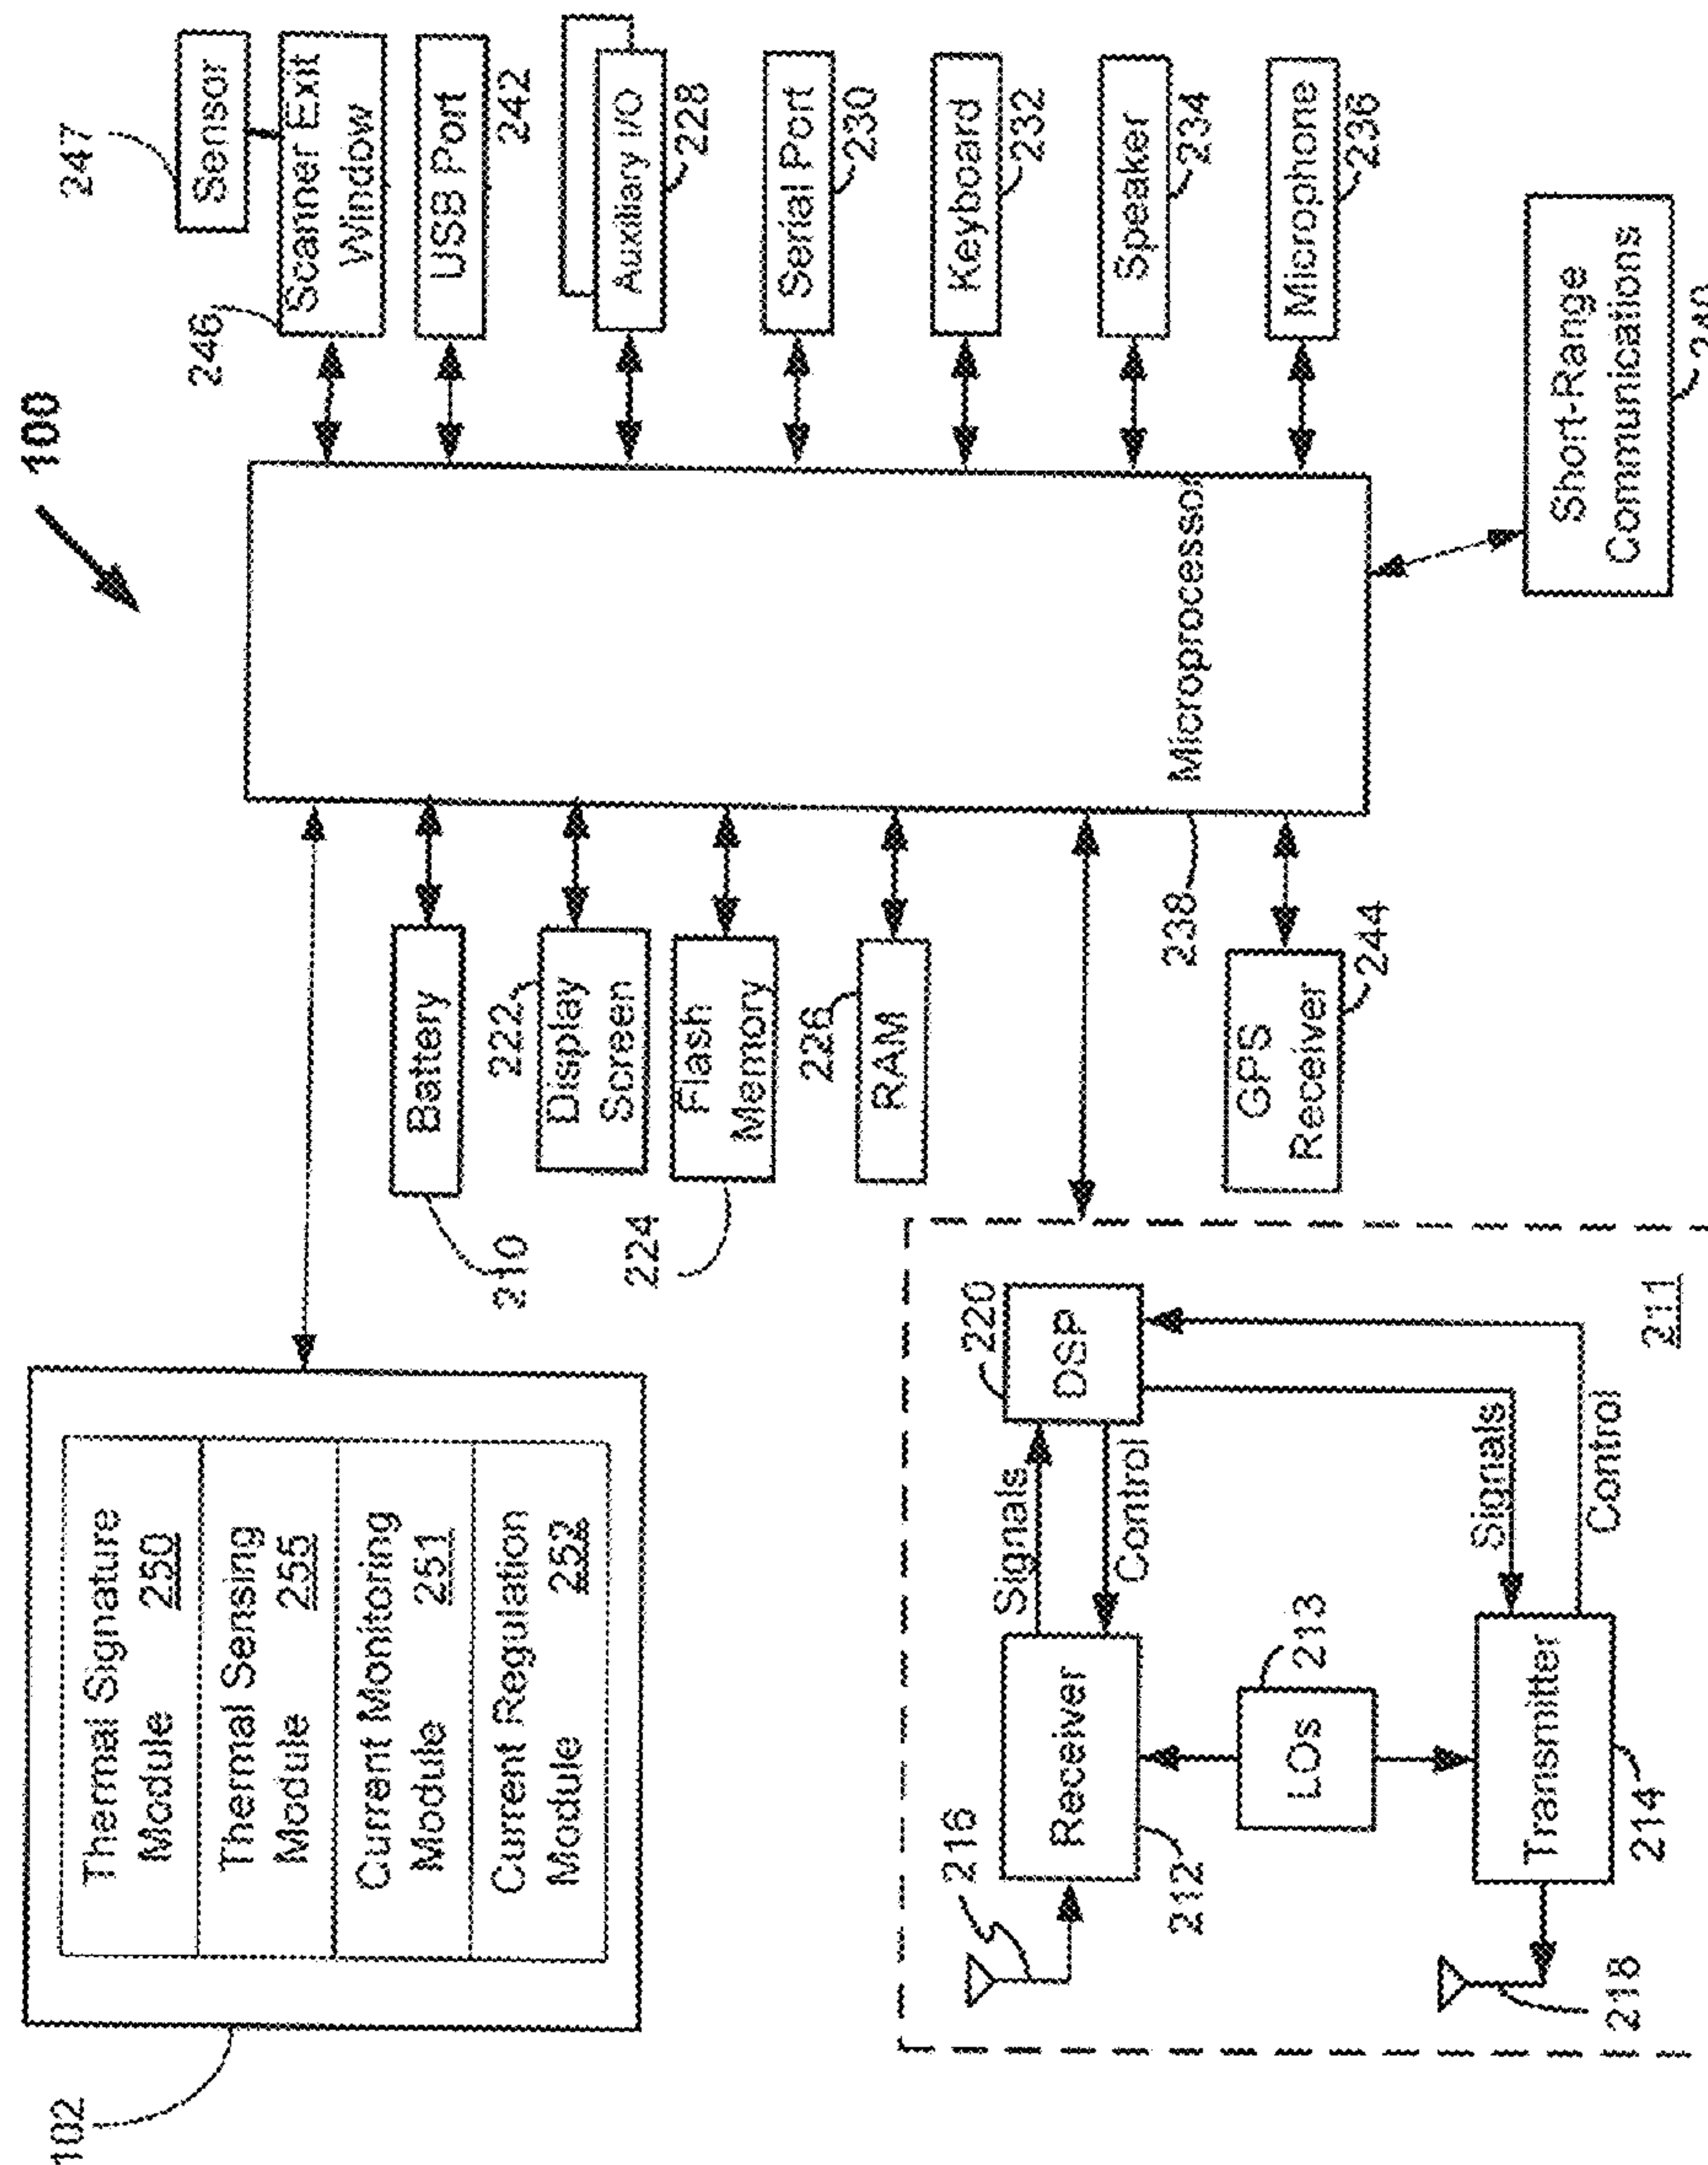 100
102
Thermal Signature
Module 250
Thermal Sensing
Module 255
Current Monitoring
Module 251
Current Regulation
Module 252
Battery
210
222
Display
Screen
Flash
Memory
224
226
RAM
238
Microprocessor
GPS
Receiver
244
247
Sensor
246
Scanner Exit
Window
USB Port
242
Auxiliary I/O
228
Serial Port
230
Keyboard
232
Speaker
234
Microphone
236
Short-Range
Communications
240
216
Receiver
212
Signals
Control
220
DSP
LOs
213
Signals
Control
Transmitter
214
218
211